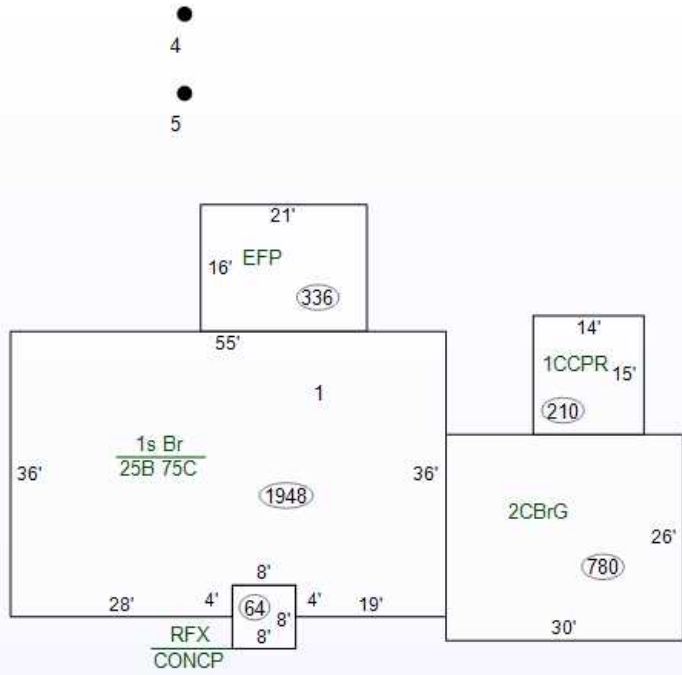 4
5
21'
16' EFP
336
55'
14'
1CCPR 15'
210
1
1s Br
25B 75C
36'
36'
1948
2CBrG
26'
780
8'
28' 4' 64 4' 19'
8'
8'
30'
RFX
CONCP